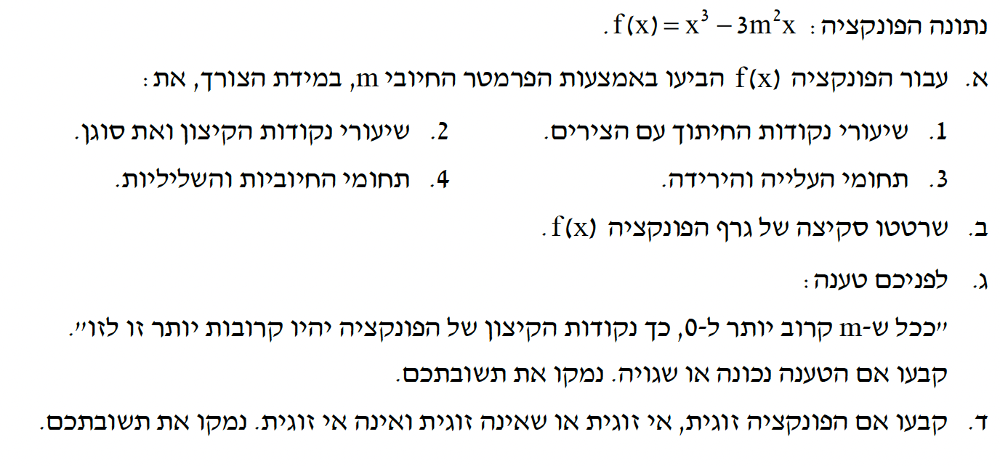 נתונה הפונקציה: f(x) = x³ − 3m²x.
א. עבור הפונקציה f(x) הביעו באמצעות הפרמטר החיובי m, במידת הצורך, את:
1. שיעורי נקודות החיתוך עם הצירים. 2. שיעורי נקודות הקיצון ואת סוגן.
3. תחומי העלייה והירידה. 4. תחומי החיוביות והשליליות.
ב. שרטטו סקיצה של גרף הפונקציה f(x).
ג. לפניכם טענה:
"ככל ש-m קרוב יותר ל-0, כך נקודות הקיצון של הפונקציה יהיו קרובות יותר זו לזו".
קבעו אם הטענה נכונה או שגויה. נמקו את תשובתכם.
ד. קבעו אם הפונקציה זוגית, אי זוגית או שאינה זוגית ואינה אי זוגית. נמקו את תשובתכם.